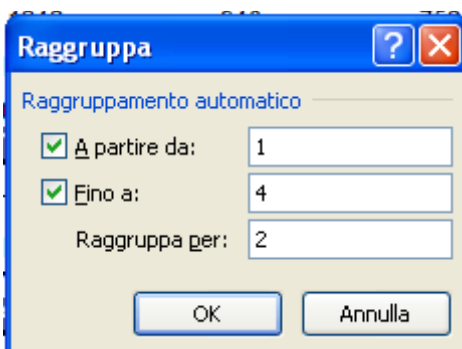 Raggruppa
Raggruppamento automatico
A partire da: 1
Fino a: 4
Raggruppa per: 2
OK Annulla